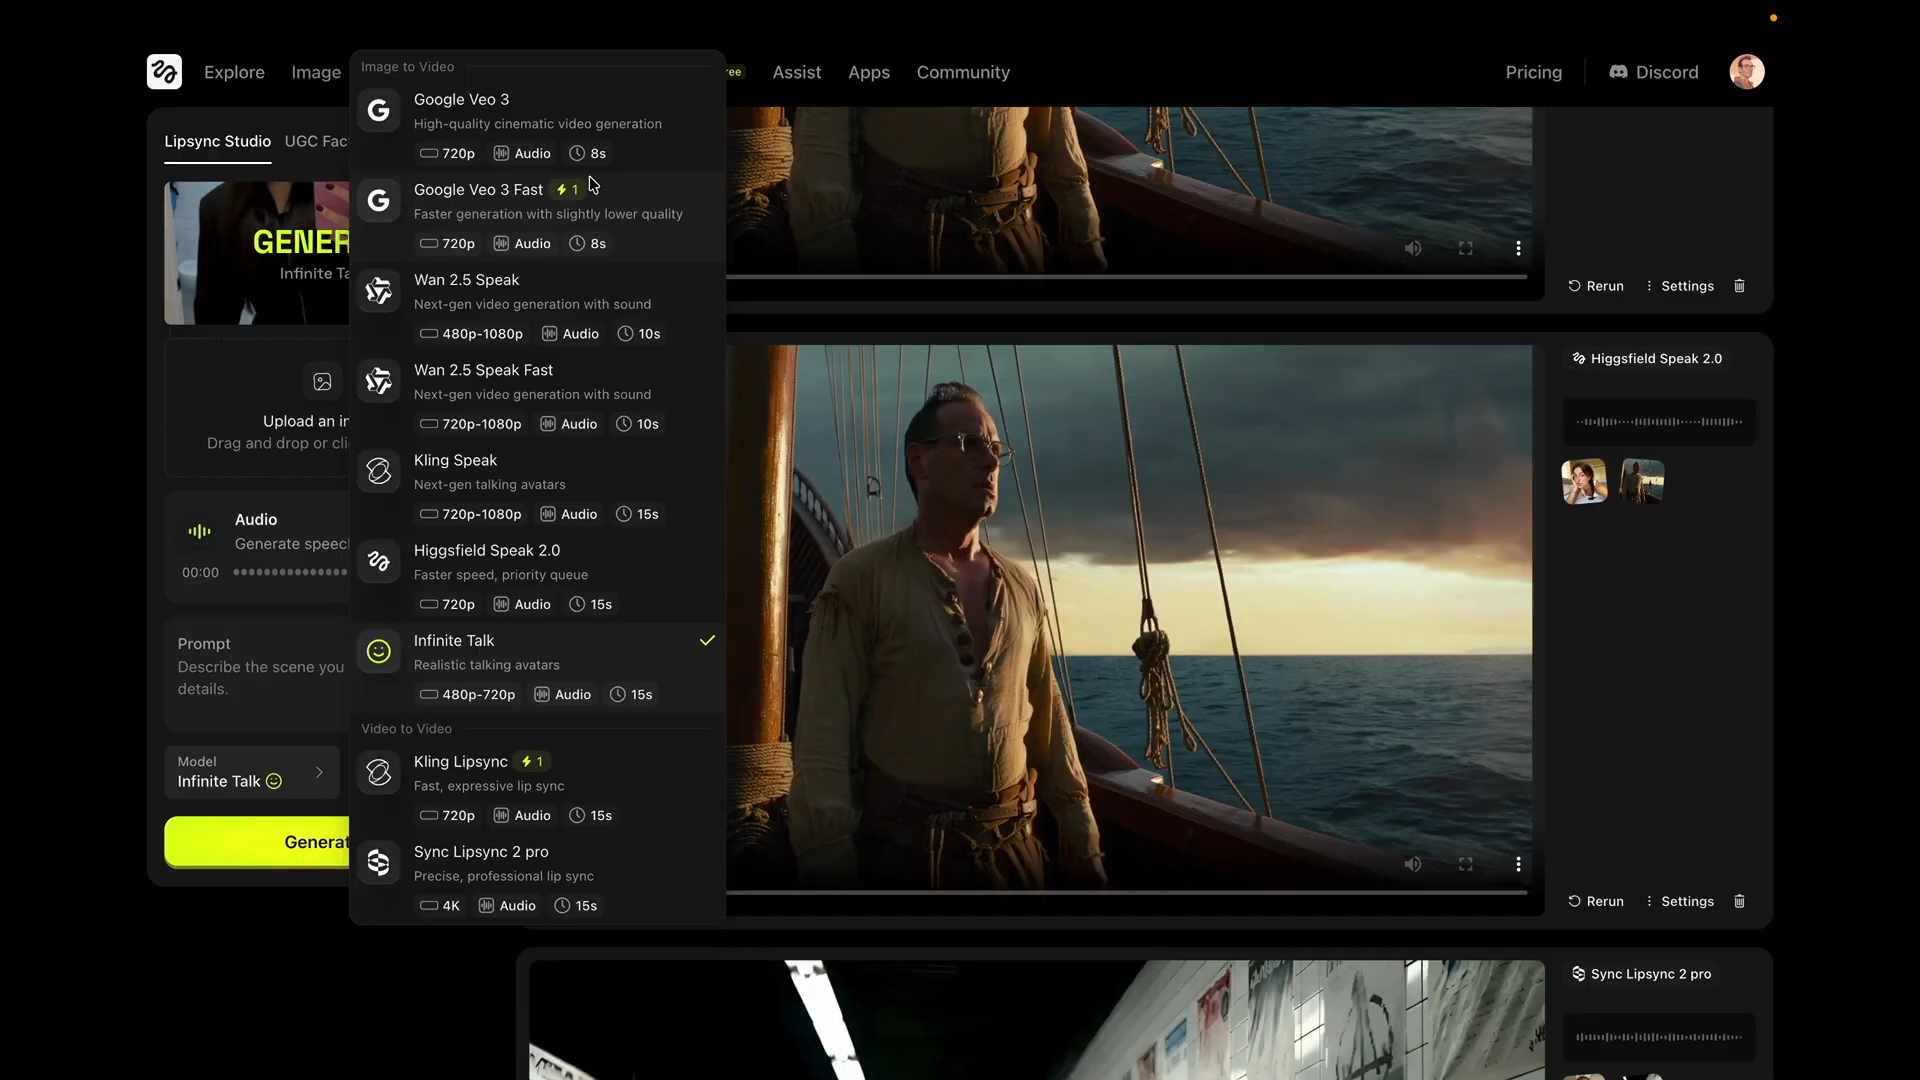 Explore
Image
ree
Assist
Apps
Community
Pricing
Discord
Lipsync Studio
UGC Fac
GENER
Infinite Ta
Upload an in
Drag and drop or clic
Audio
Generate speech
00:00
Prompt
Describe the scene you
details.
Model
Infinite Talk
Generat
Image to Video
Google Veo 3
High-quality cinematic video generation
720p Audio 8s
Google Veo 3 Fast 1
Faster generation with slightly lower quality
720p Audio 8s
Wan 2.5 Speak
Next-gen video generation with sound
480p-1080p Audio 10s
Wan 2.5 Speak Fast
Next-gen video generation with sound
720p-1080p Audio 10s
Kling Speak
Next-gen talking avatars
720p-1080p Audio 15s
Higgsfield Speak 2.0
Faster speed, priority queue
720p Audio 15s
Infinite Talk
Realistic talking avatars
480p-720p Audio 15s
Video to Video
Kling Lipsync 1
Fast, expressive lip sync
720p Audio 15s
Sync Lipsync 2 pro
Precise, professional lip sync
4K Audio 15s
Rerun
Settings
Higgsfield Speak 2.0
Rerun
Settings
Sync Lipsync 2 pro